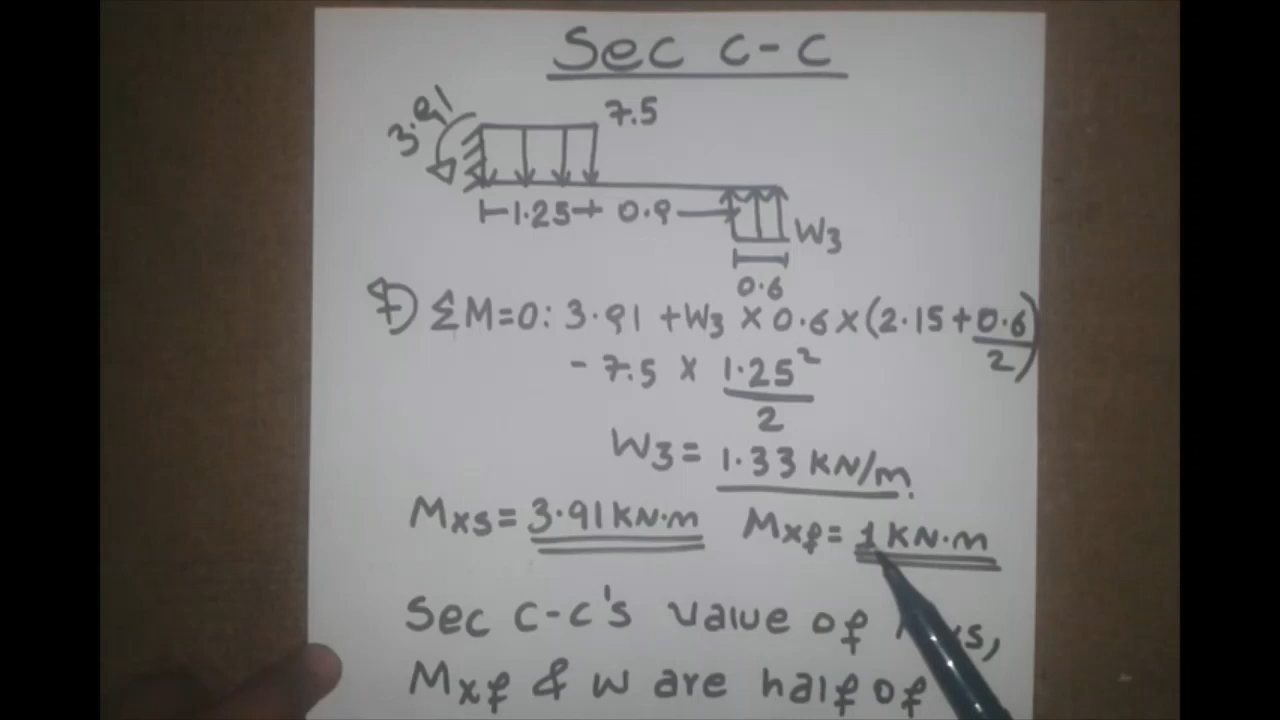 Sec C-C
3.91
7.5
1.25 0.9
W3
0.6
ΣM=0: 3.91 + W3 × 0.6 × (2.15 + 0.6/2)
- 7.5 × 1.25²/2
W3 = 1.33 KN/m.
Mxs = 3.91 KN.m Mxf = 1 KN.m
Sec C-C's value of
Mxf & W are half of